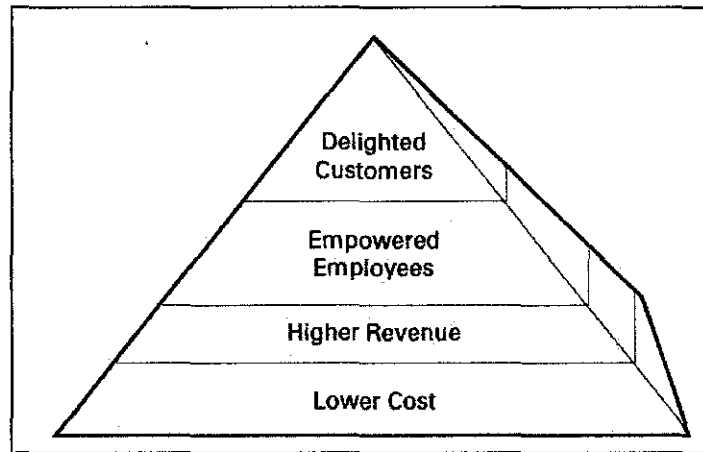 Delighted
Customers
Empowered
Employees
Higher Revenue
Lower Cost